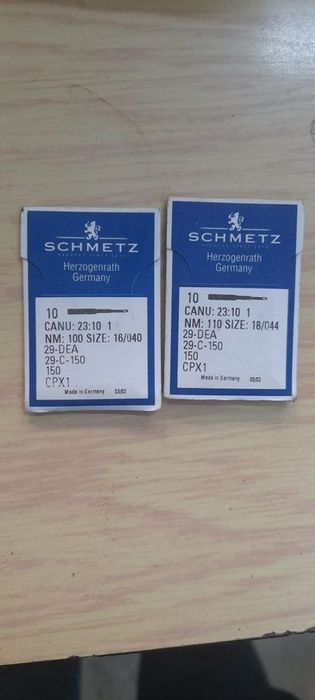 SCHMETZ
Herzogenrath
Germany
10
CANU: 23:10 1
NM: 100 SIZE: 16/040
29-DEA
29-C-150
150
CPX1
Made in Germany 03/03
SCHMETZ
Herzogenrath
Germany
10
CANU: 23:10 1
NM: 110 SIZE: 18/044
29-DEA
29-C-150
150
CPX1
Made in Germany